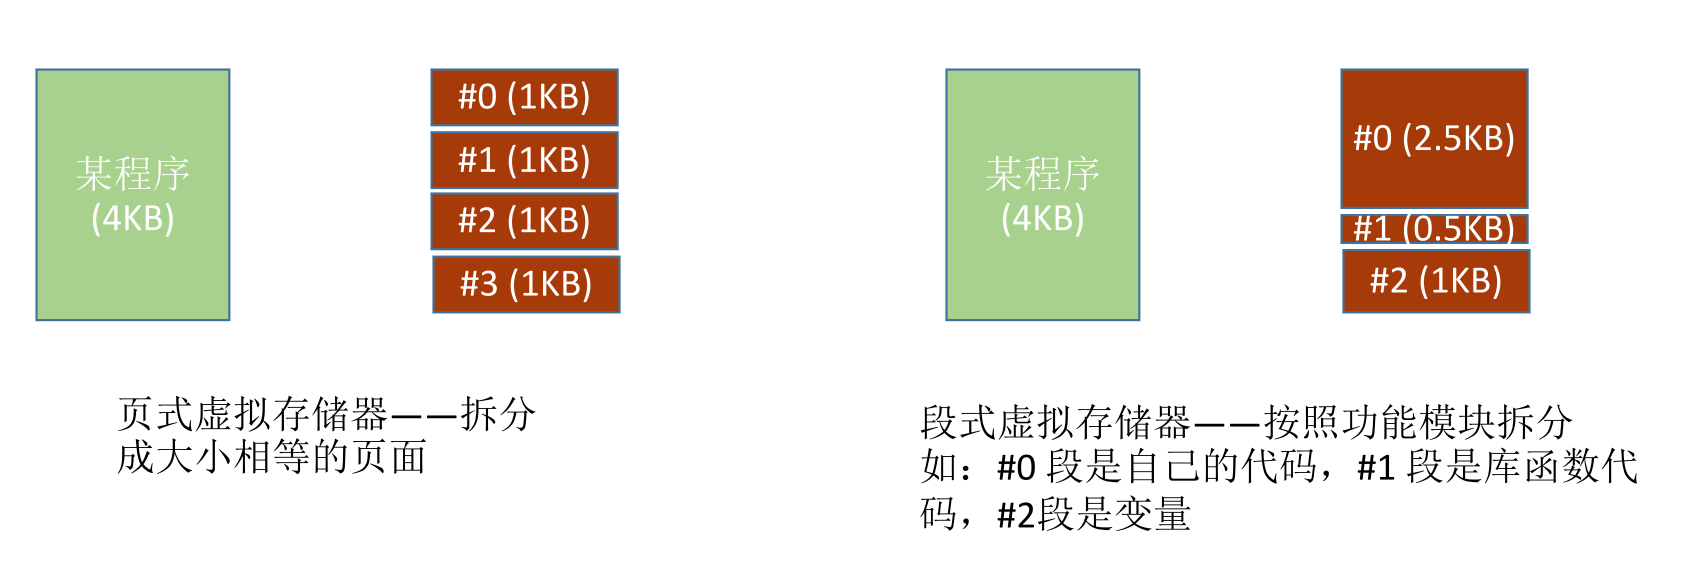 某程序
(4KB)
#0 (1KB)
#1 (1KB)
#2 (1KB)
#3 (1KB)
页式虚拟存储器——拆分
成大小相等的页面
某程序
(4KB)
#0 (2.5KB)
#1 (0.5KB)
#2 (1KB)
段式虚拟存储器——按照功能模块拆分
如：#0 段是自己的代码，#1 段是库函数代
码，#2段是变量